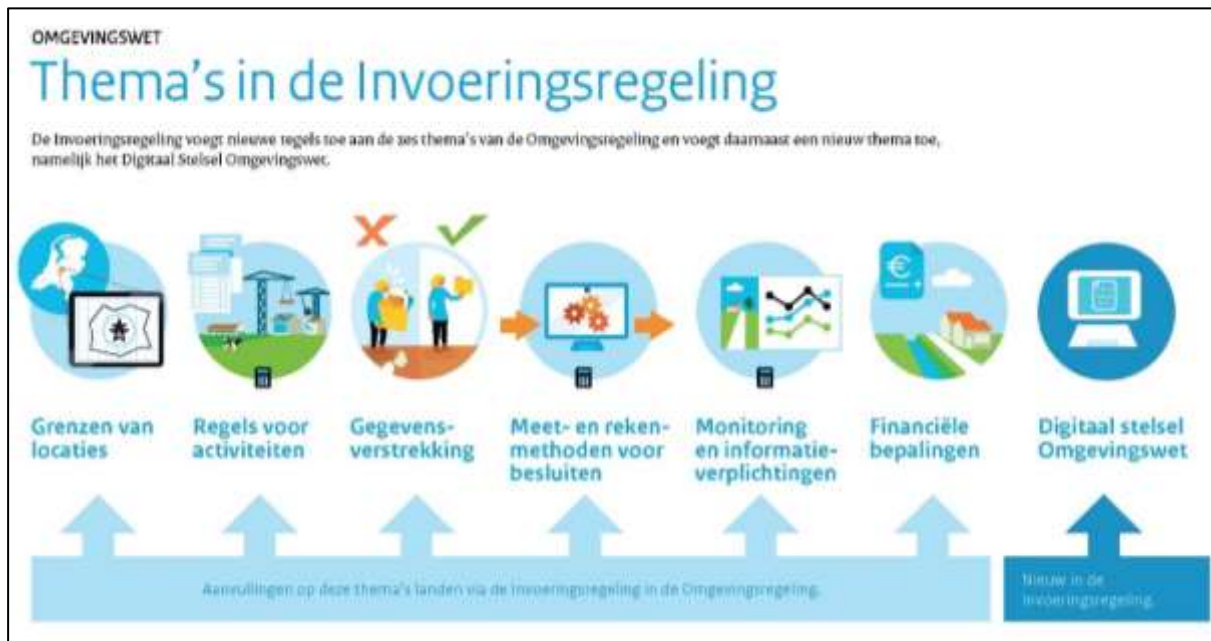 OMGEVINGSWET
Thema's in de Invoeringsregeling
De Invoeringsregeling voegt nieuwe regels toe aan de zes thema's van de Omgevingsregeling en voegt daarnaast een nieuw thema toe,
namelijk het Digitaal Stelsel Omgevingswet.
Grenzen van
locaties
Regels voor
activiteiten
Gegevens-
verstrekking
Meet- en reken-
methoden voor
besluiten
Monitoring
en informatie-
verplichtingen
Financiële
bepalingen
Digitaal stelsel
Omgevingswet
Aanvullingen op deze thema's landen via de Invoeringsregeling in de Omgevingsregeling.
Nieuw in de
Invoeringsregeling.